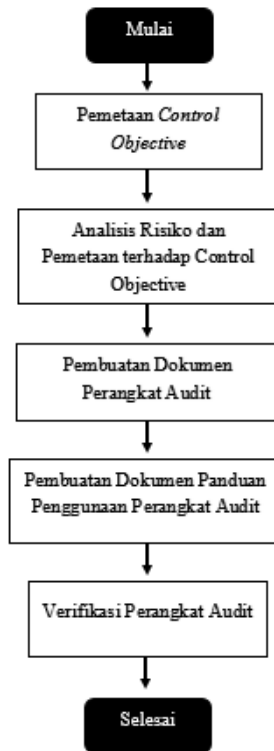 Mulai
Pemetaan Control
Objective
Analisis Risiko dan
Pemetaan terhadap Control
Objective
Pembuatan Dokumen
Perangkat Audit
Pembuatan Dokumen Panduan
Penggunaan Perangkat Audit
Verifikasi Perangkat Audit
Selesai